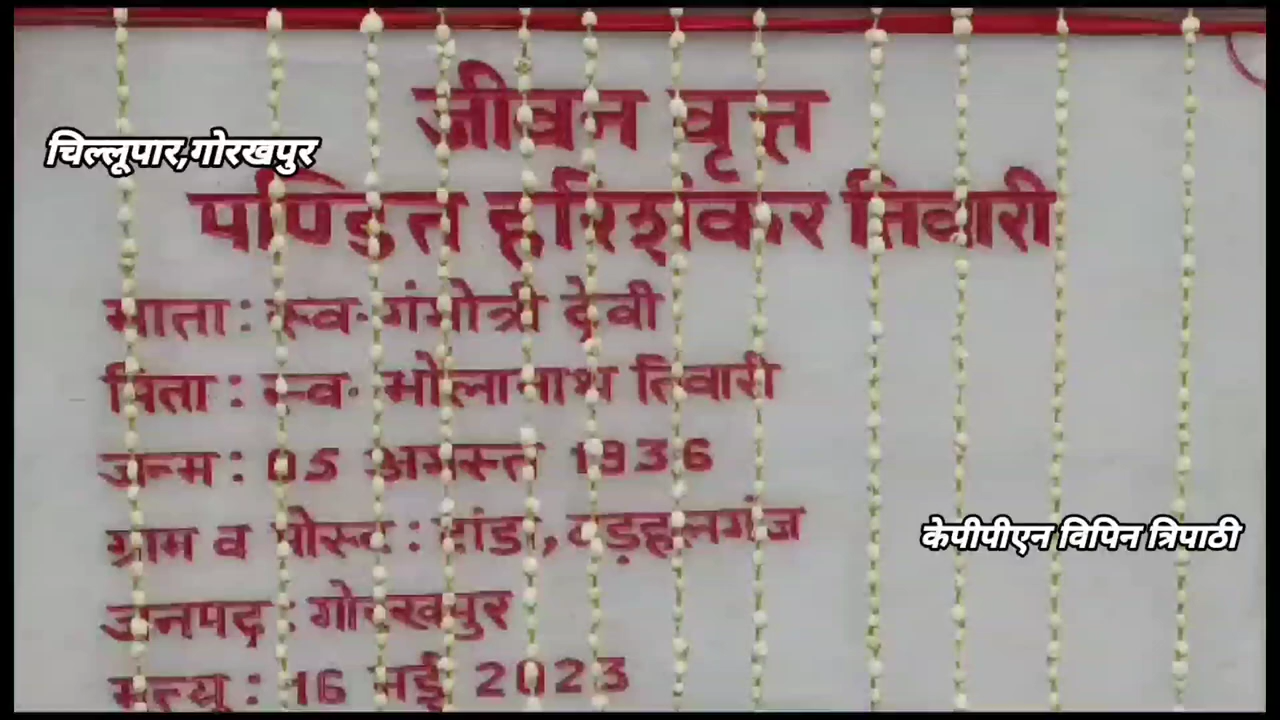 जीवन वृत्त
चिल्लूपार,गोरखपुर
पण्डित हरिशंकर तिवारी
माता : स्व॰ गंगोत्री देवी
पिता : स्व॰ भोलानाथ तिवारी
जन्म : 05 अगस्त 1936
ग्राम व पोस्ट : टांडा, बड़हलगंज
केपीपीएन विपिन त्रिपाठी
जनपद : गोरखपुर
मृत्यु : 16 मई 2023